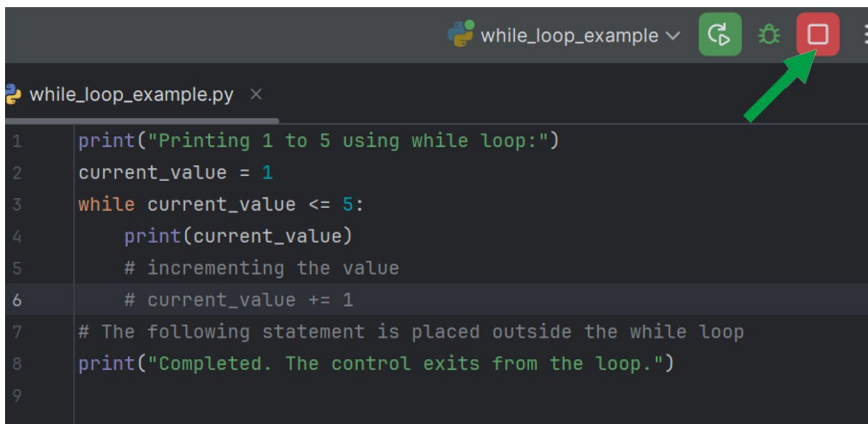 while_loop_example
while_loop_example.py
1 print("Printing 1 to 5 using while loop:")
2 current_value = 1
3 while current_value <= 5:
4     print(current_value)
5     # incrementing the value
6     # current_value += 1
7 # The following statement is placed outside the while loop
8 print("Completed. The control exits from the loop.")
9